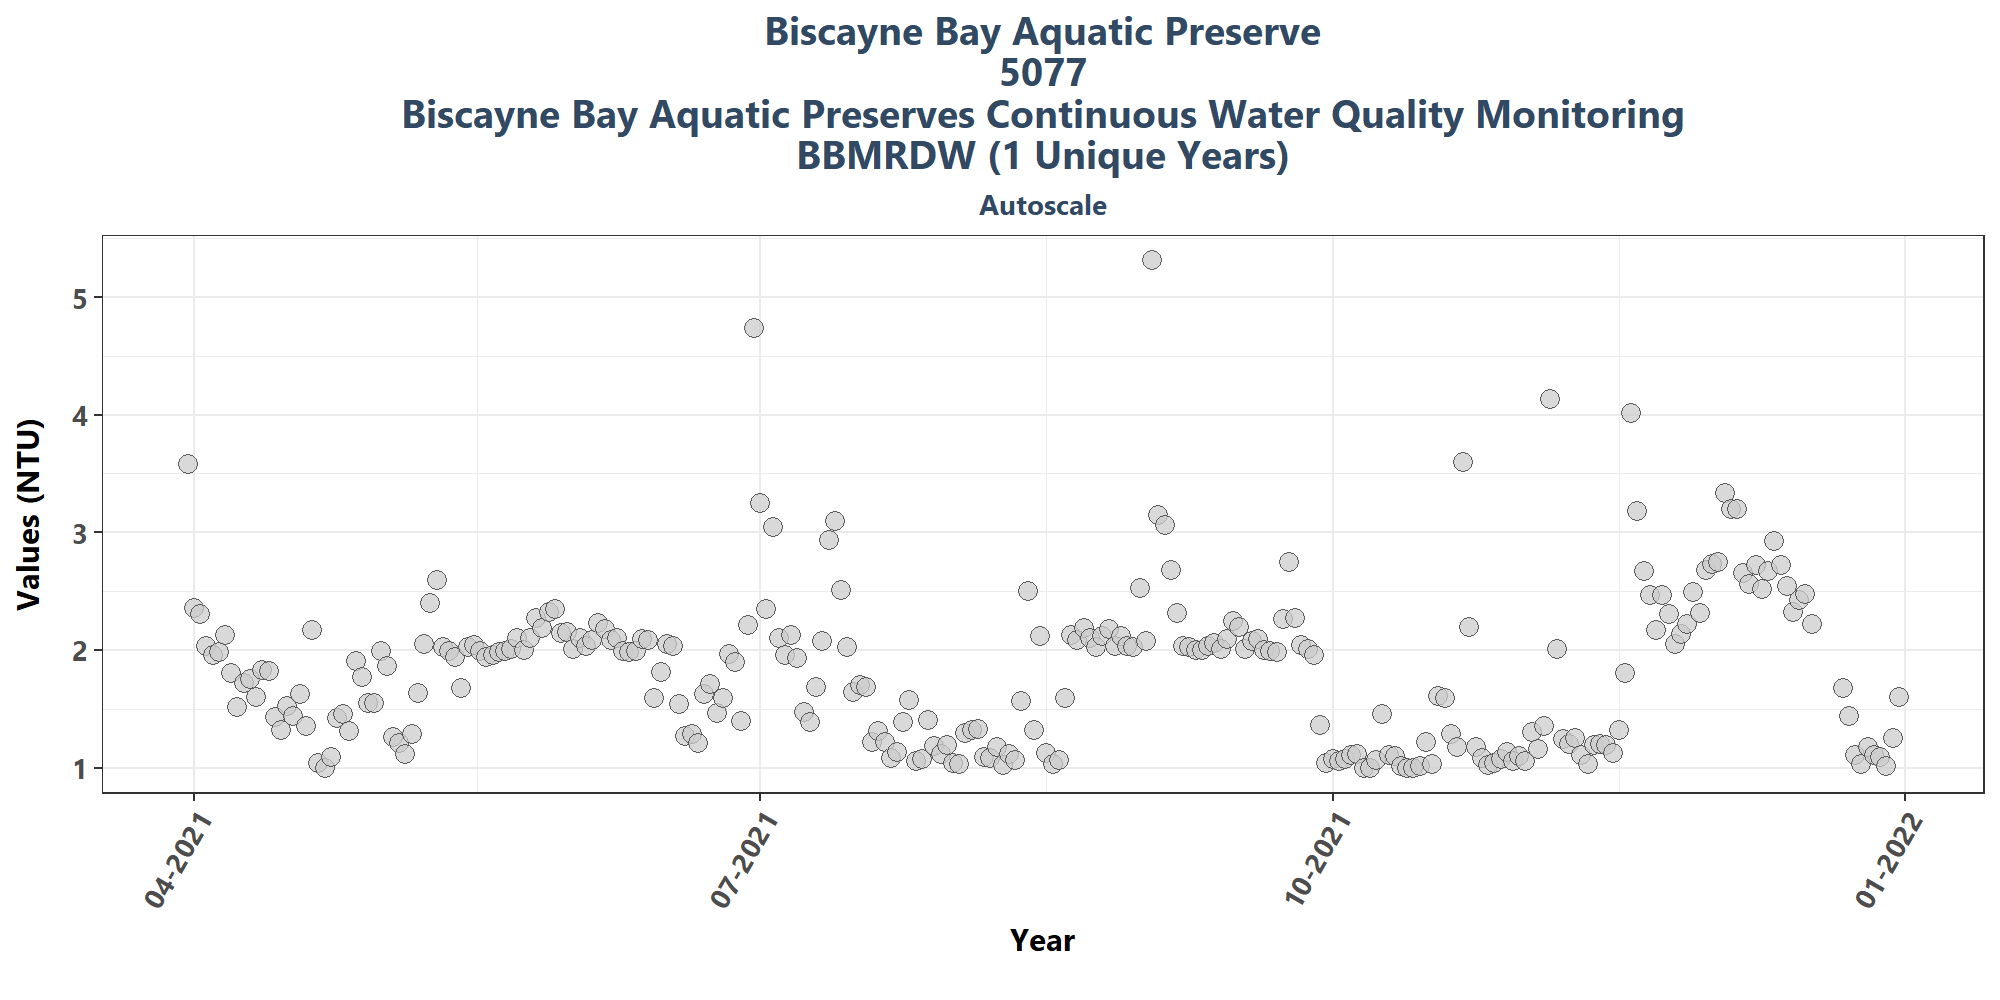 Biscayne Bay Aquatic Preserve
5077
Biscayne Bay Aquatic Preserves Continuous Water Quality Monitoring
BBMRDW (1 Unique Years)
Autoscale
Values (NTU)
5
4
3
2
1
04-2021
07-2021
10-2021
01-2022
Year